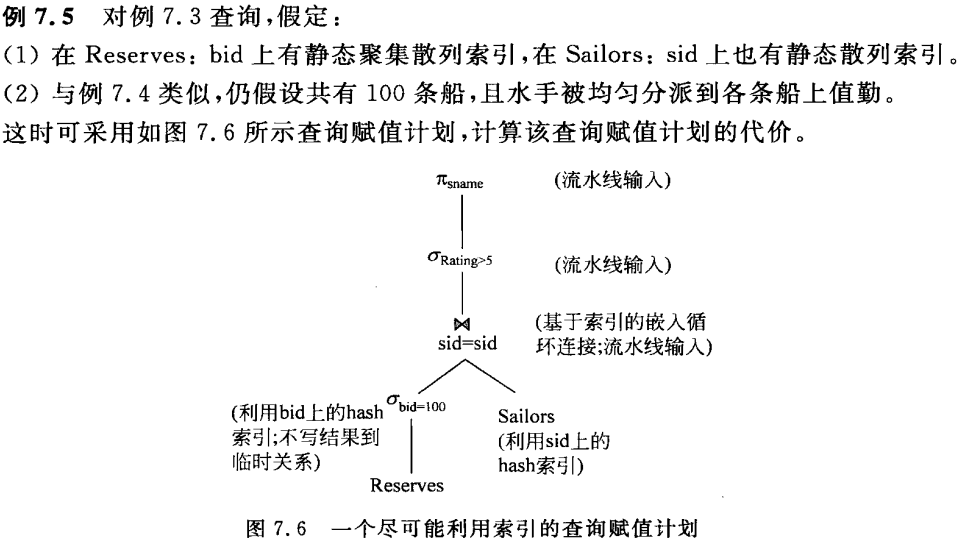 例 7.5 对例 7.3 查询,假定:
(1) 在 Reserves: bid 上有静态聚集散列索引,在 Sailors: sid 上也有静态散列索引。
(2) 与例 7.4 类似,仍假设共有 100 条船,且水手被均匀分派到各条船上值勤。
这时可采用如图 7.6 所示查询赋值计划,计算该查询赋值计划的代价。
πsname (流水线输入)
σRating>5 (流水线输入)
⋈ (基于索引的嵌入循
sid=sid 环连接;流水线输入)
(利用bid上的hash σbid=100
索引;不写结果到
临时关系)
Sailors
(利用sid上的
hash索引)
Reserves
图 7.6 一个尽可能利用索引的查询赋值计划